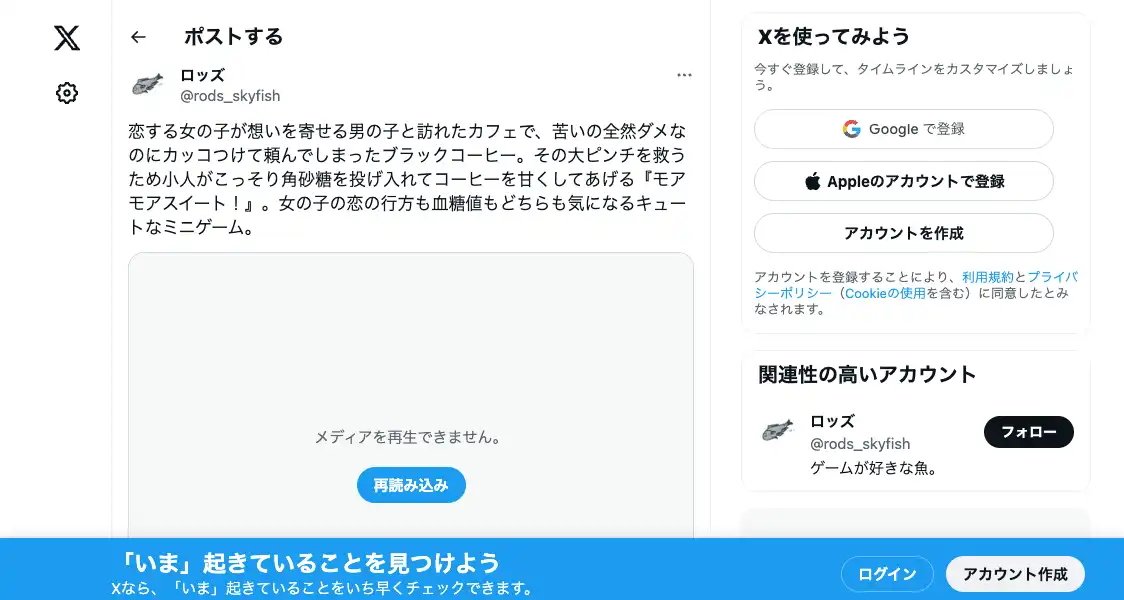 ポストする
ロッズ
@rods_skyfish
恋する女の子が想いを寄せる男の子と訪れたカフェで、苦いの全然ダメな
のにカッコつけて頼んでしまったブラックコーヒー。その大ピンチを救う
ため小人がこっそり角砂糖を投げ入れてコーヒーを甘くしてあげる『モア
モアスイート！』。女の子の恋の行方も血糖値もどちらも気になるキュー
トなミニゲーム。
メディアを再生できません。
再読み込み
Xを使ってみよう
今すぐ登録して、タイムラインをカスタマイズしましょ
う。
Google で登録
Appleのアカウントで登録
アカウントを作成
アカウントを登録することにより、利用規約とプライバ
シーポリシー（Cookieの使用を含む）に同意したとみ
なされます。
関連性の高いアカウント
ロッズ
@rods_skyfish
フォロー
ゲームが好きな魚。
「いま」起きていることを見つけよう
Xなら、「いま」起きていることをいち早くチェックできます。
ログイン
アカウント作成